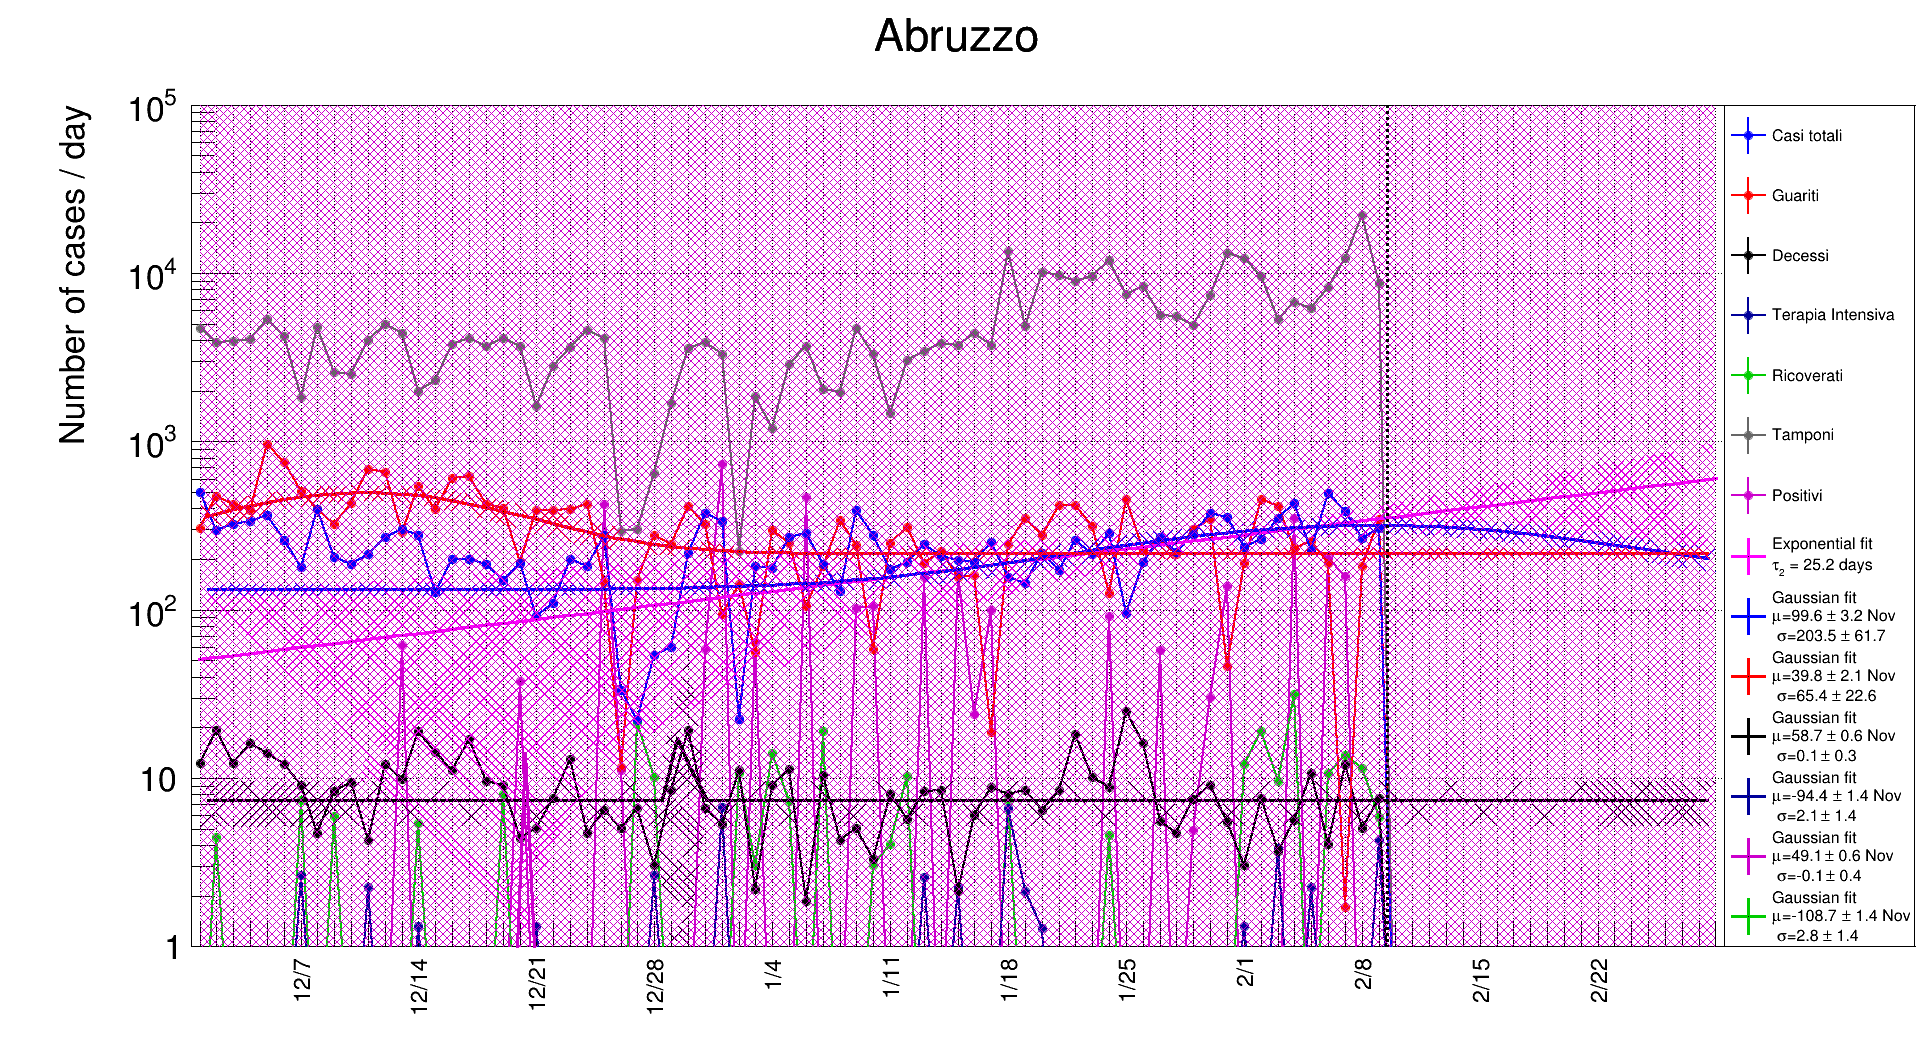 Abruzzo
Number of cases / day
10^5
10^4
10^3
10^2
10
1
12/7
12/14
12/21
12/28
1/4
1/11
1/18
1/25
2/1
2/8
2/15
2/22
Casi totali
Guariti
Decessi
Terapia Intensiva
Ricoverati
Tamponi
Positivi
Exponential fit
τ₂ = 25.2 days
Gaussian fit
μ=99.6 ± 3.2 Nov
σ=203.5 ± 61.7
Gaussian fit
μ=39.8 ± 2.1 Nov
σ=65.4 ± 22.6
Gaussian fit
μ=58.7 ± 0.6 Nov
σ=0.1 ± 0.3
Gaussian fit
μ=-94.4 ± 1.4 Nov
σ=2.1 ± 1.4
Gaussian fit
μ=49.1 ± 0.6 Nov
σ=-0.1 ± 0.4
Gaussian fit
μ=-108.7 ± 1.4 Nov
σ=2.8 ± 1.4